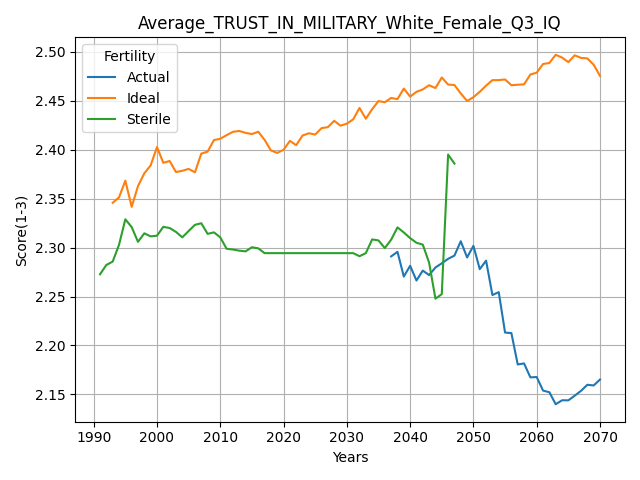 Average_TRUST_IN_MILITARY_White_Female_Q3_IQ
Fertility
Actual
Ideal
Sterile
Score(1-3)
2.50
2.45
2.40
2.35
2.30
2.25
2.20
2.15
1990 2000 2010 2020 2030 2040 2050 2060 2070
Years